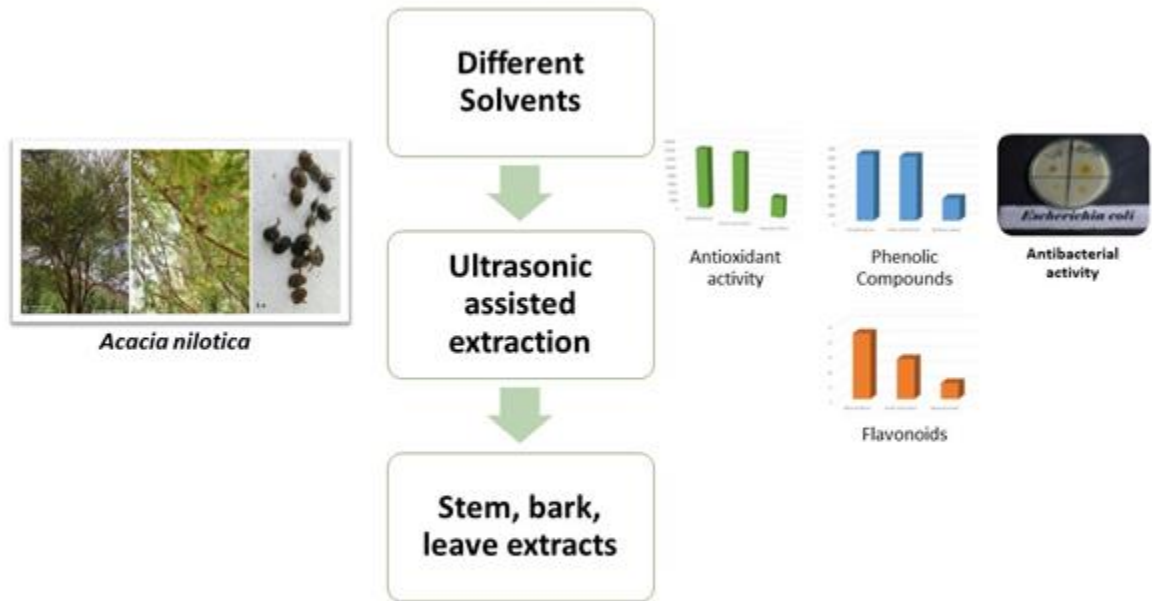 Different
Solvents
Acacia nilotica
Ultrasonic
assisted
extraction
Stem, bark,
leave extracts
Antioxidant
activity
Phenolic
Compounds
Escherichia coli
Antibacterial
activity
Flavonoids